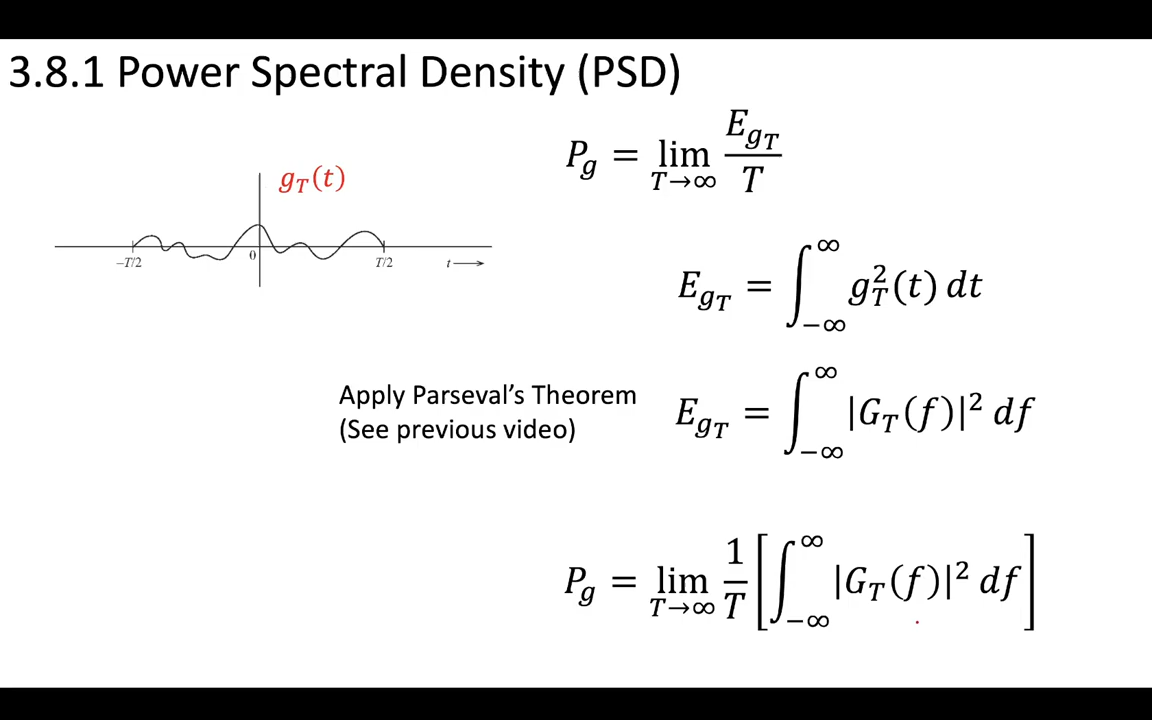 3.8.1 Power Spectral Density (PSD)
P_g = lim_{T→∞} E_{g_T} / T
g_T(t)
−T/2 0 T/2 t⟶
E_{g_T} = ∫_{−∞}^{∞} g_T^2(t) dt
Apply Parseval’s Theorem
(See previous video)
E_{g_T} = ∫_{−∞}^{∞} |G_T(f)|^2 df
P_g = lim_{T→∞} 1/T [∫_{−∞}^{∞} |G_T(f)|^2 df]